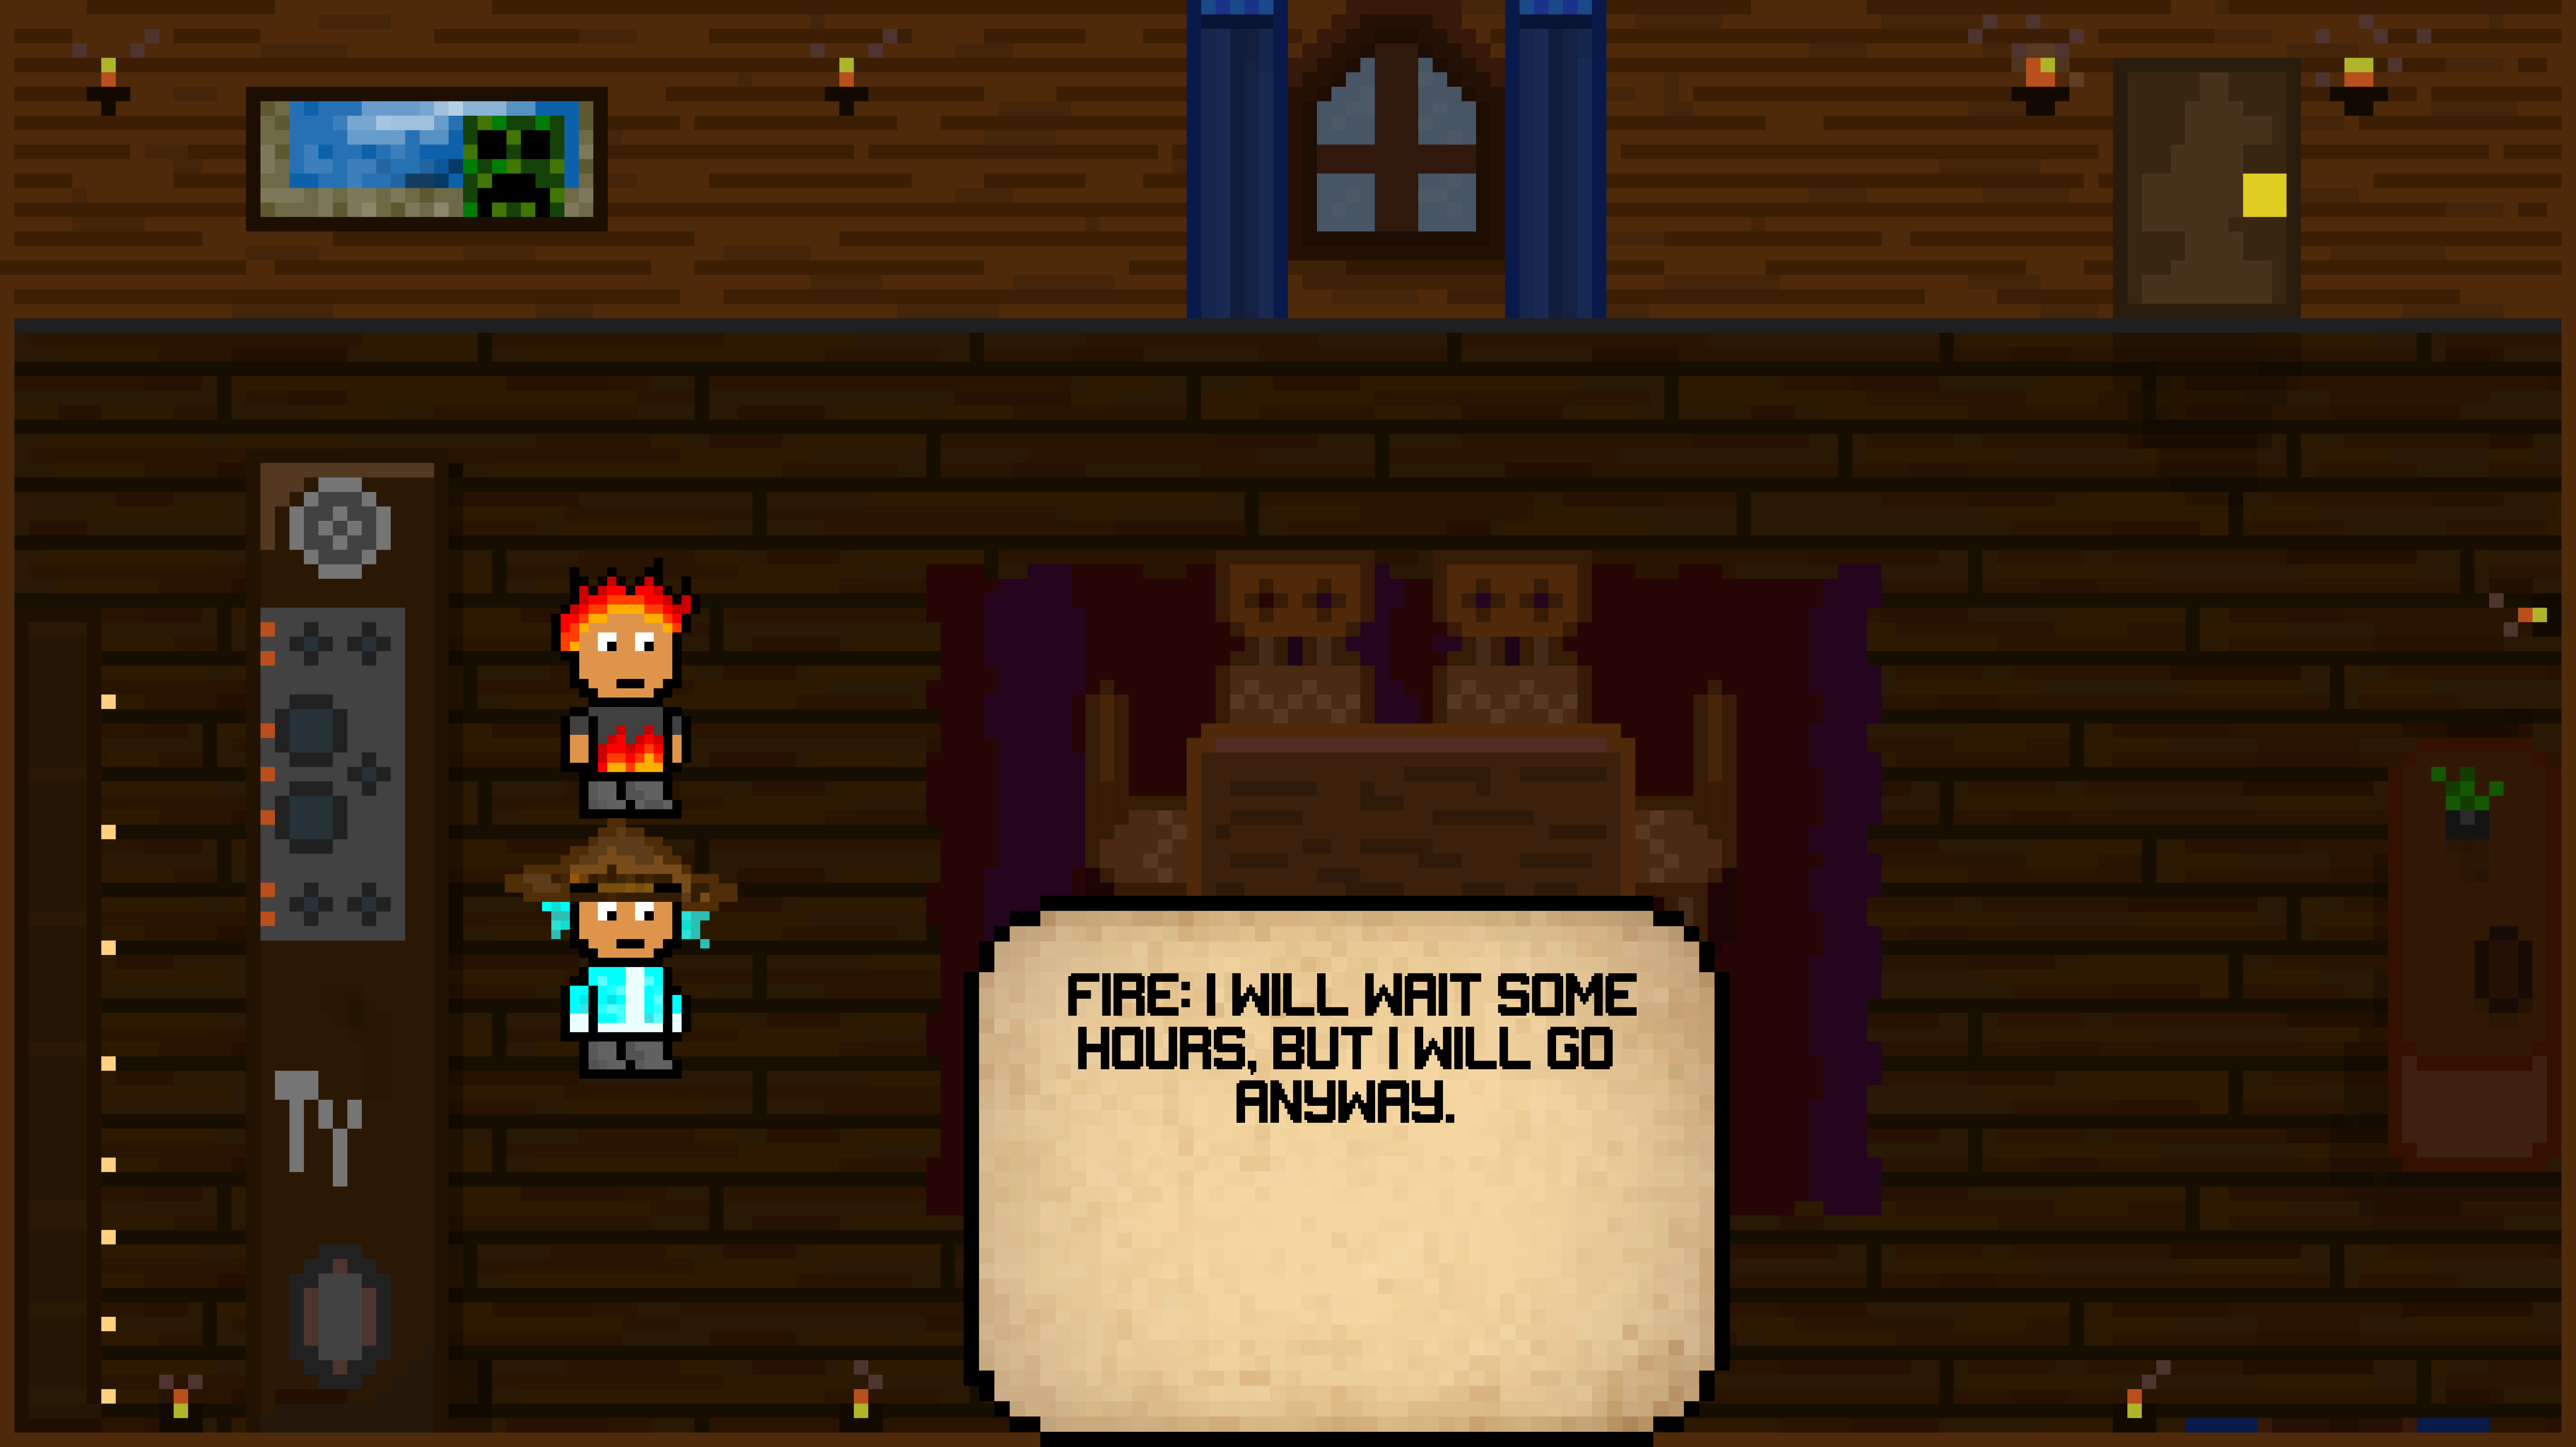 FIRE: I WILL WAIT SOME
HOURS, BUT I WILL GO
ANYWAY.